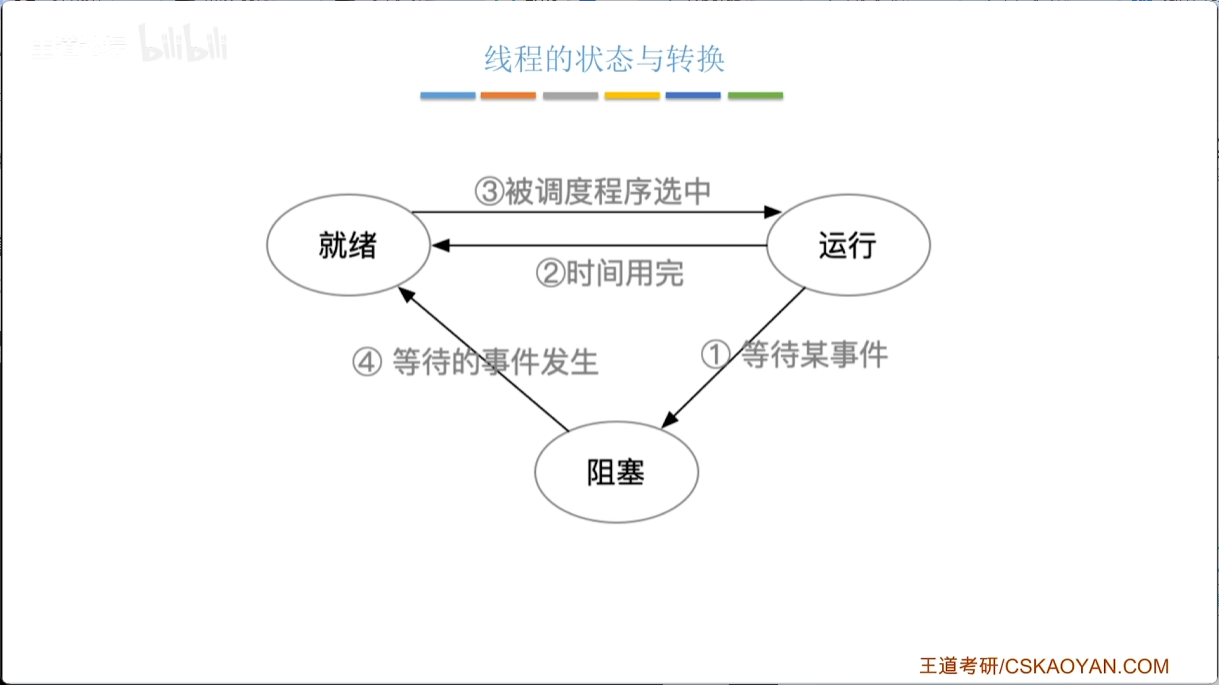 bilibili
线程的状态与转换
③被调度程序选中
就绪
运行
②时间用完
④ 等待的事件发生
① 等待某事件
阻塞
王道考研/CSKAOYAN.COM